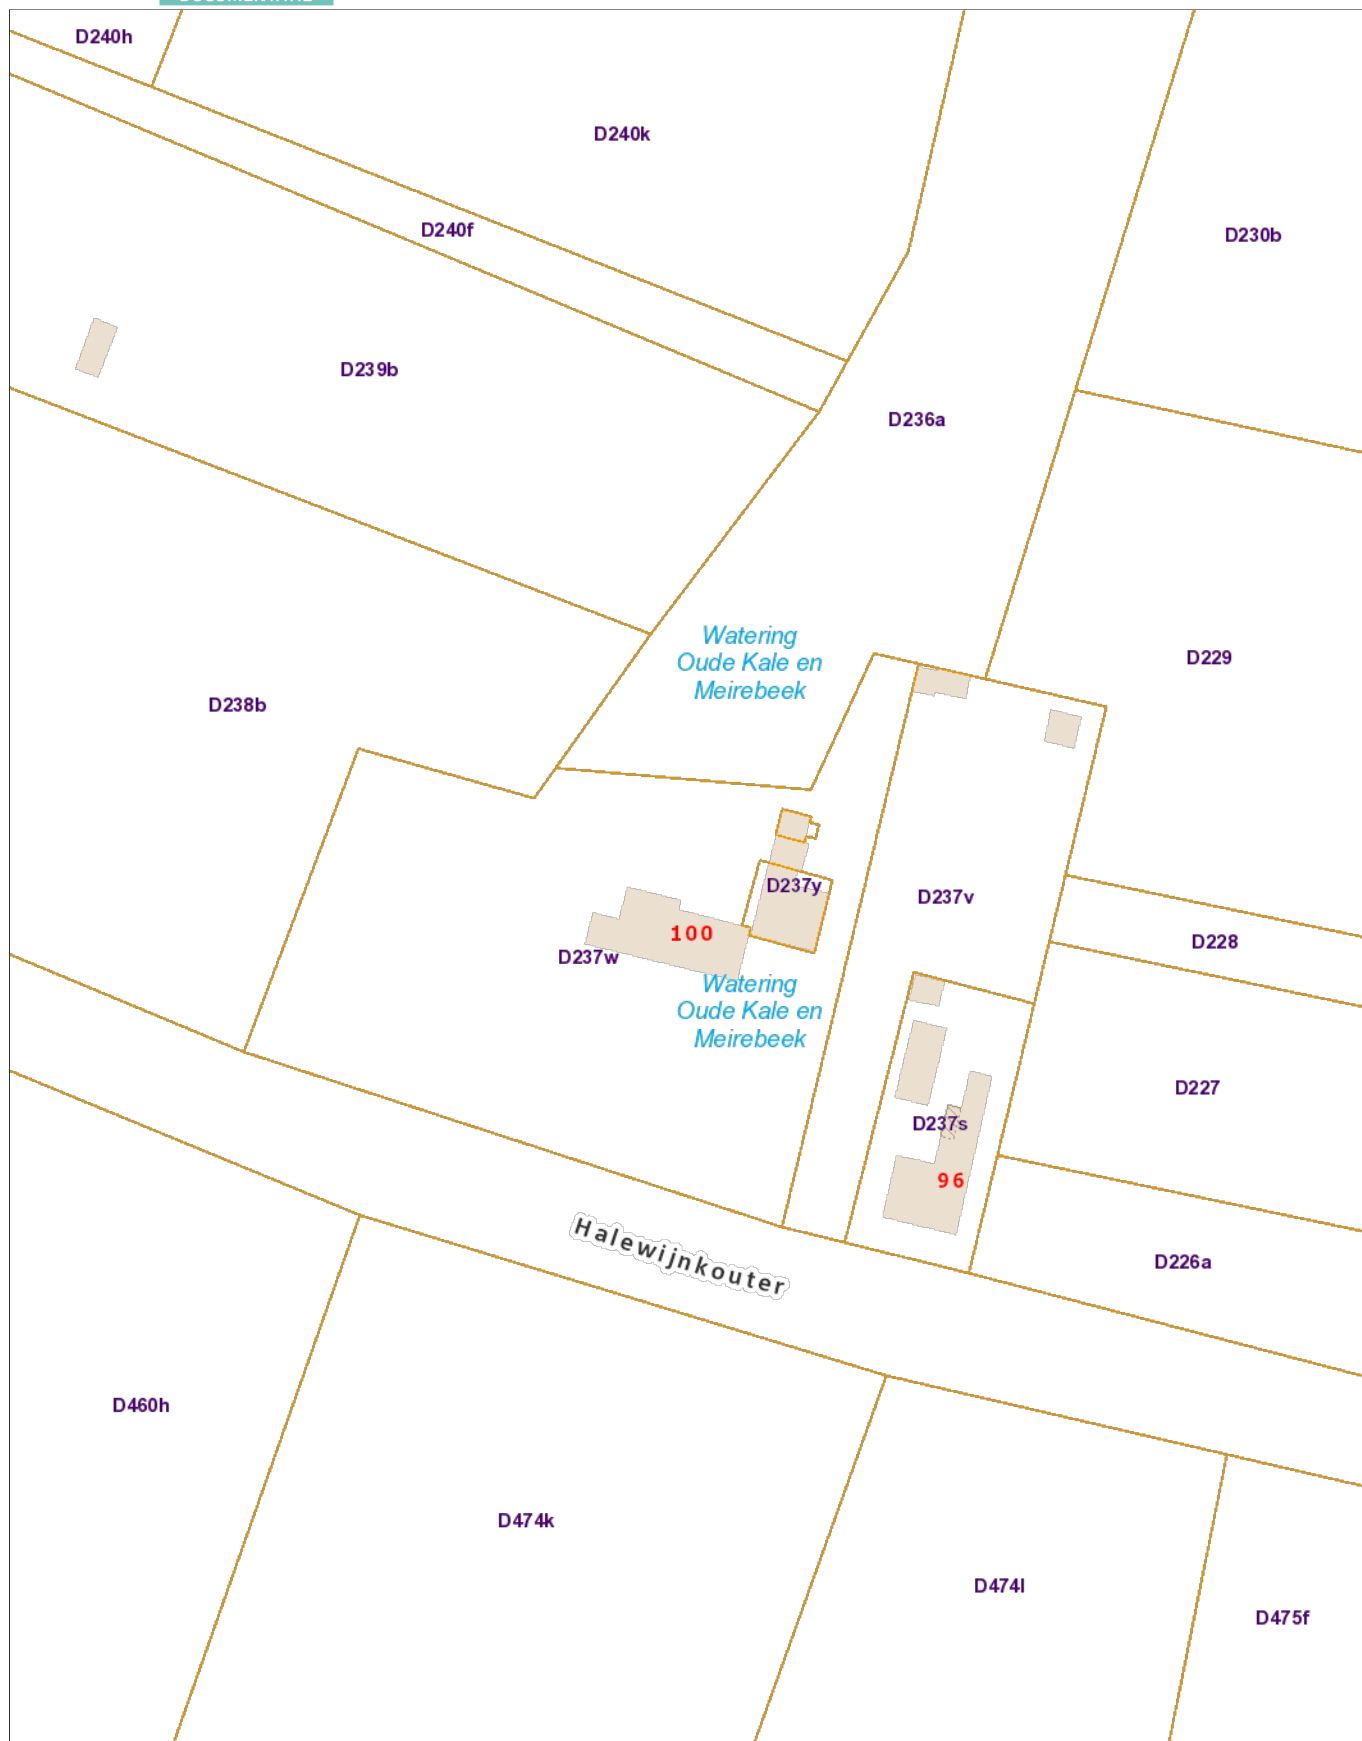 D240h
D240k
D240f
D230b
D239b
D236a
Watering
Oude Kale en
Meirebeek
D229
D238b
D237y
D237v
100
D237w
D228
Watering
Oude Kale en
Meirebeek
D227
D237s
96
Halewijnkouter
D226a
D460h
D474k
D474l
D475f